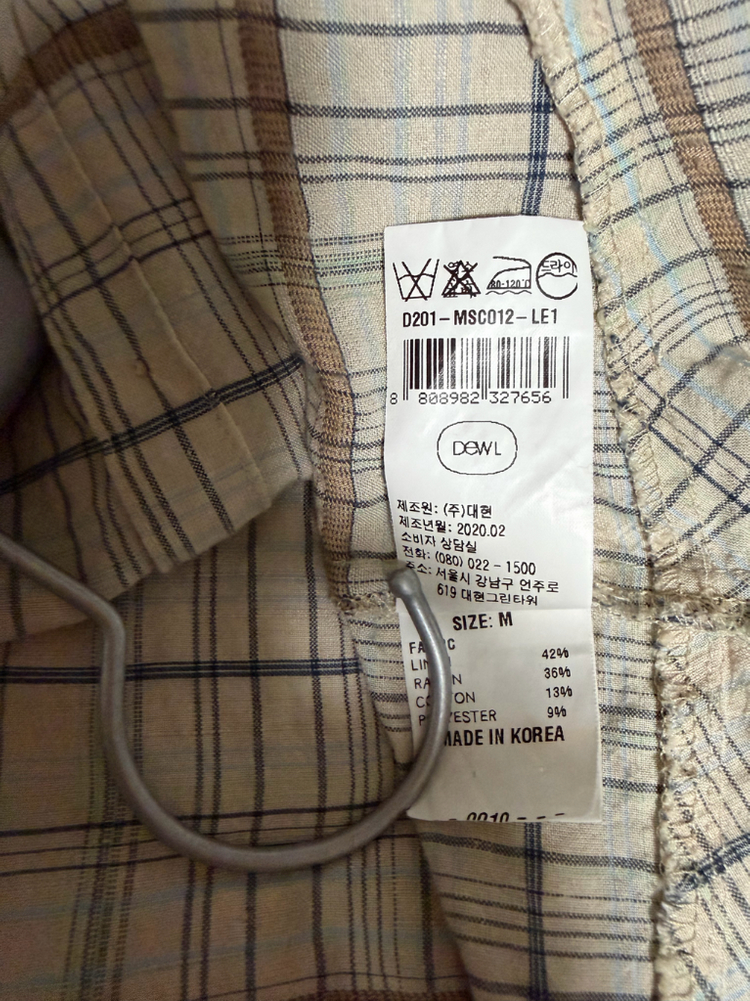 80-120℃
드라이
D201-MSC012-LE1
8 808982 327656
DEWL
제조원: (주)대현
제조년월: 2020.02
소비자 상담실
전화: (080) 022-1500
주소: 서울시 강남구 언주로
619 대현그린타워
SIZE: M
42%
36%
13%
9%
MADE IN KOREA